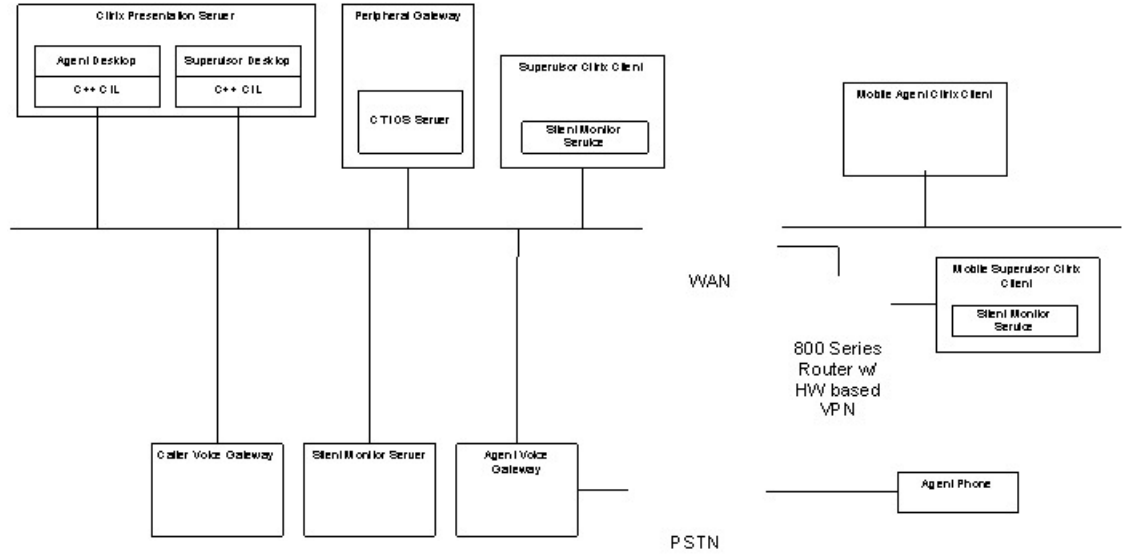 Citrix Presentation Server
Peripheral Gateway
Agent Desktop
Supervisor Desktop
C++ CIL
C++ CIL
CTIOS Server
Supervisor Citrix Client
Silent Monitor
Service
Mobile Agent Citrix Client
WAN
Mobile Supervisor Citrix
Client
Silent Monitor
Service
800 Series
Router w/
HW based
VPN
Caller Voice Gateway
Silent Monitor Server
Agent Voice
Gateway
Agent Phone
PSTN